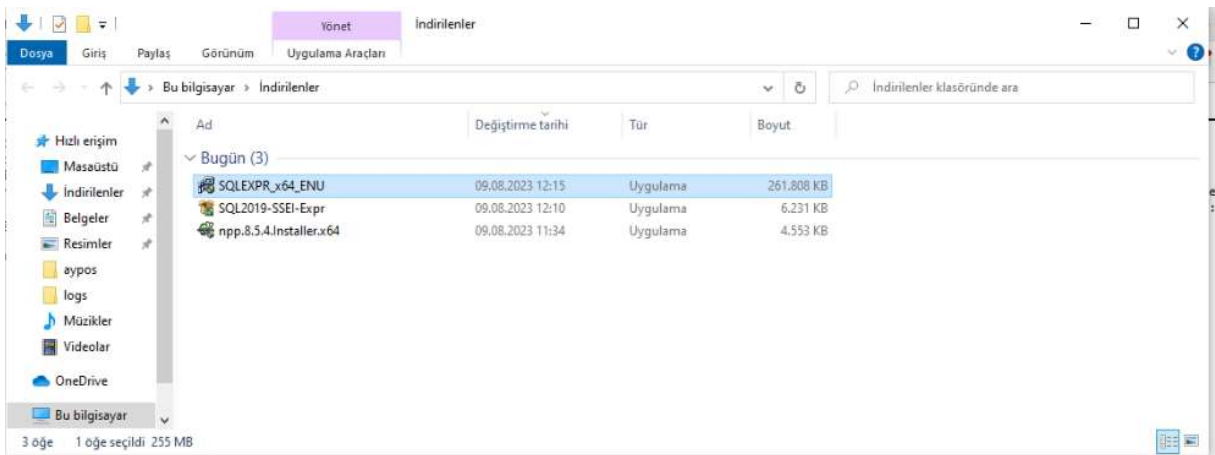 Yönet
İndirilenler
Dosya Giriş Paylaş Görünüm Uygulama Araçları
Bu bilgisayar İndirilenler
İndirilenler klasöründe ara
Ad Değiştirme tarihi Tür Boyut
Hızlı erişim
Masaüstü
İndirilenler
Belgeler
Resimler
aypos
logs
Müzikler
Videolar
OneDrive
Bu bilgisayar
Bugün (3)
SQLEXPR_x64_ENU 09.08.2023 12:15 Uygulama 261.808 KB
SQL2019-SSEI-Expr 09.08.2023 12:10 Uygulama 6.231 KB
npp.8.5.4.Installer.x64 09.08.2023 11:34 Uygulama 4.553 KB
3 öğe 1 öğe seçildi 255 MB